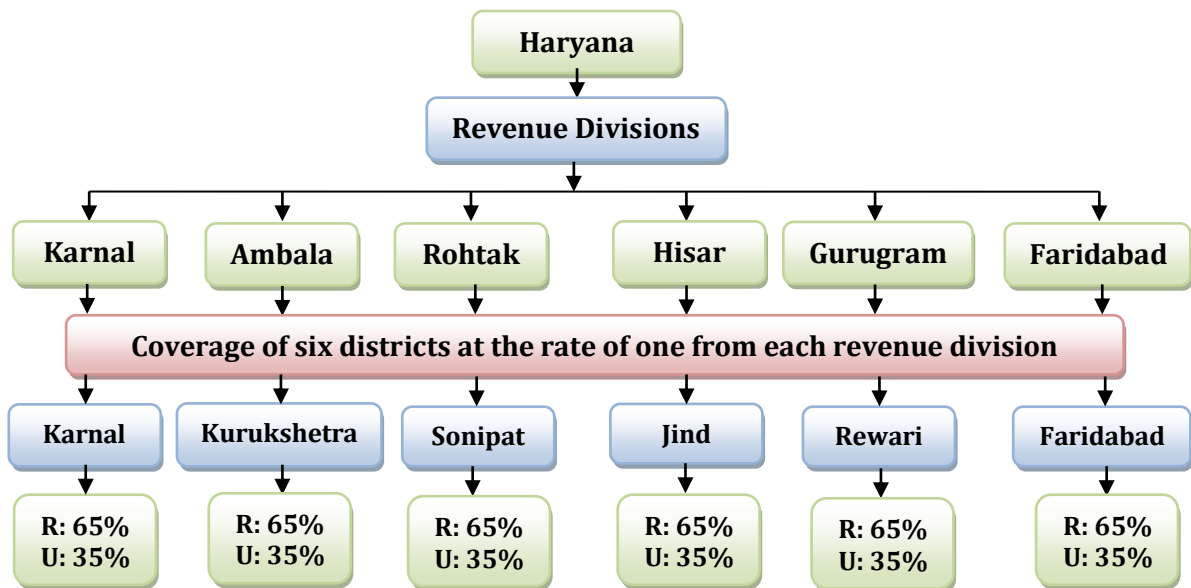 Haryana
Revenue Divisions
Karnal
Ambala
Rohtak
Hisar
Gurugram
Faridabad
Coverage of six districts at the rate of one from each revenue division
Karnal
Kurukshetra
Sonipat
Jind
Rewari
Faridabad
R: 65%
U: 35%
R: 65%
U: 35%
R: 65%
U: 35%
R: 65%
U: 35%
R: 65%
U: 35%
R: 65%
U: 35%